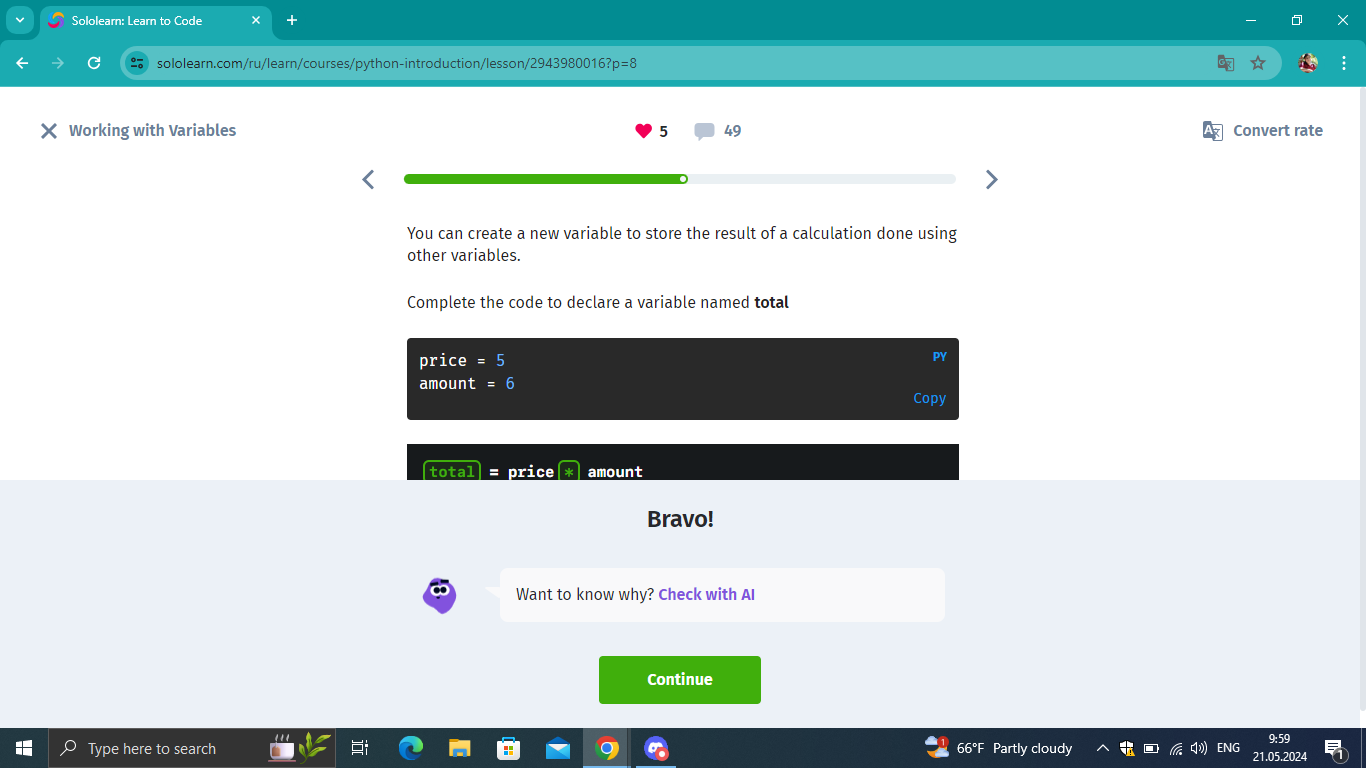 Sololearn: Learn to Code
sololearn.com/ru/learn/courses/python-introduction/lesson/2943980016?p=8
Working with Variables
5
49
Convert rate
You can create a new variable to store the result of a calculation done using
other variables.
Complete the code to declare a variable named total
price = 5
PY
amount = 6
Copy
total = price * amount
Bravo!
Want to know why? Check with AI
Continue
Type here to search
1
66°F Partly cloudy
ENG
9:59
21.05.2024
1